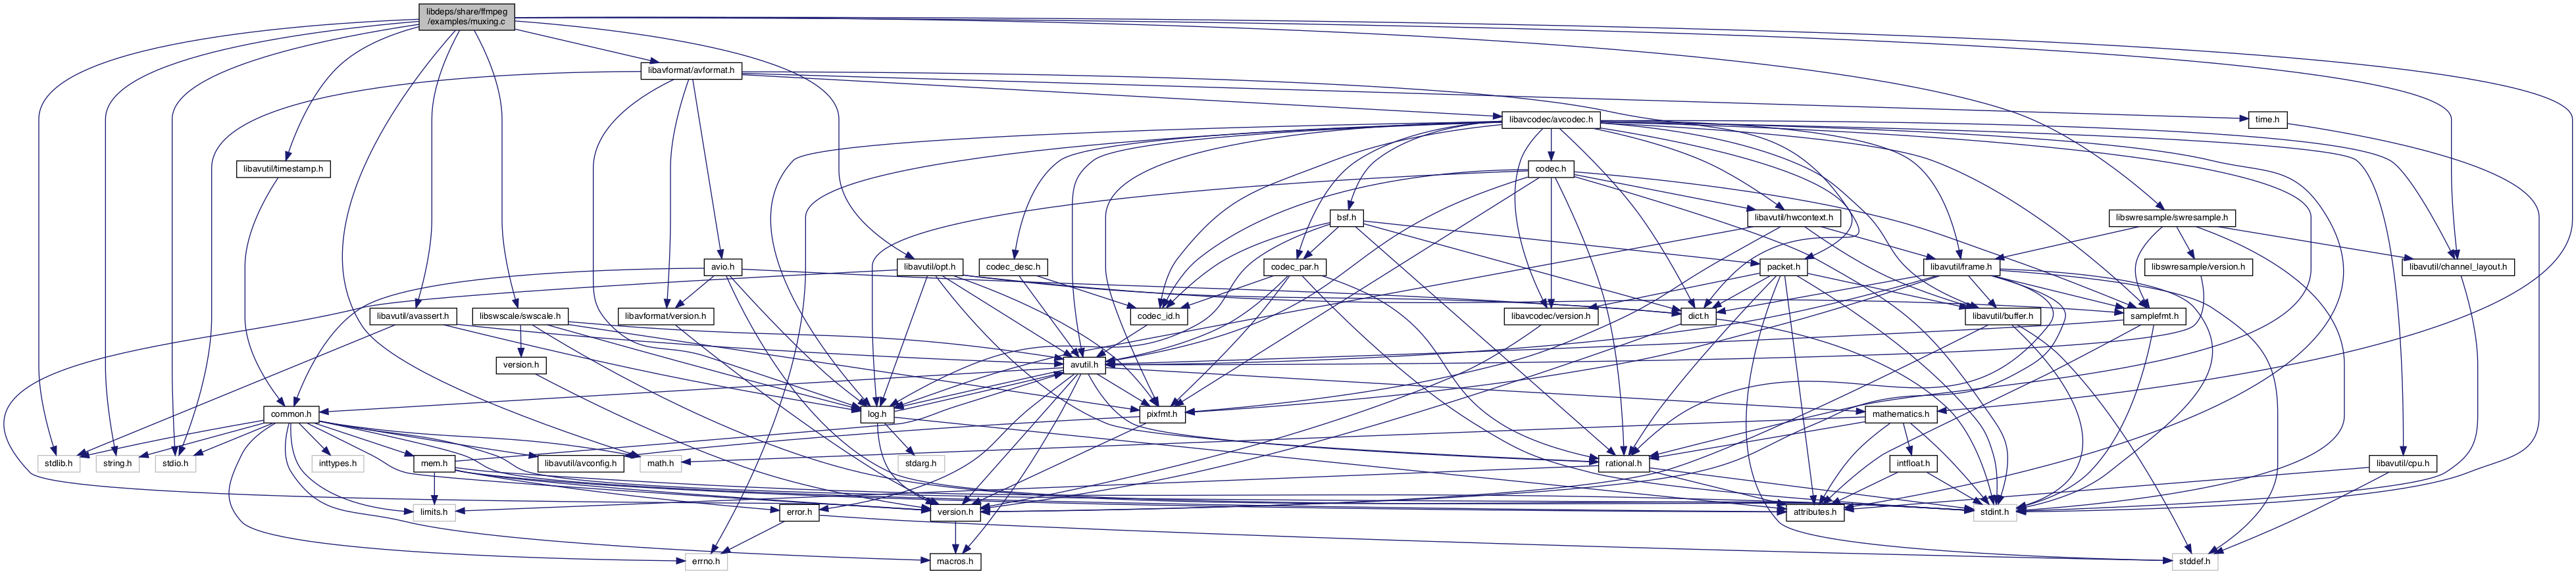 libdeps/share/ffmpeg
/examples/muxing.c
libavformat/avformat.h
libavcodec/avcodec.h
time.h
libavutil/timestamp.h
codec.h
bsf.h
libavutil/hwcontext.h
libswresample/swresample.h
avio.h
libavutil/opt.h
codec_desc.h
codec_par.h
packet.h
libavutil/frame.h
libswresample/version.h
libavutil/channel_layout.h
libavutil/avassert.h
libswscale/swscale.h
libavformat/version.h
codec_id.h
libavcodec/version.h
dict.h
libavutil/buffer.h
samplefmt.h
version.h
avutil.h
common.h
log.h
pixfmt.h
mathematics.h
stdlib.h
string.h
stdio.h
inttypes.h
mem.h
libavutil/avconfig.h
math.h
stdarg.h
rational.h
intfloat.h
libavutil/cpu.h
limits.h
error.h
version.h
attributes.h
stdint.h
errno.h
macros.h
stddef.h